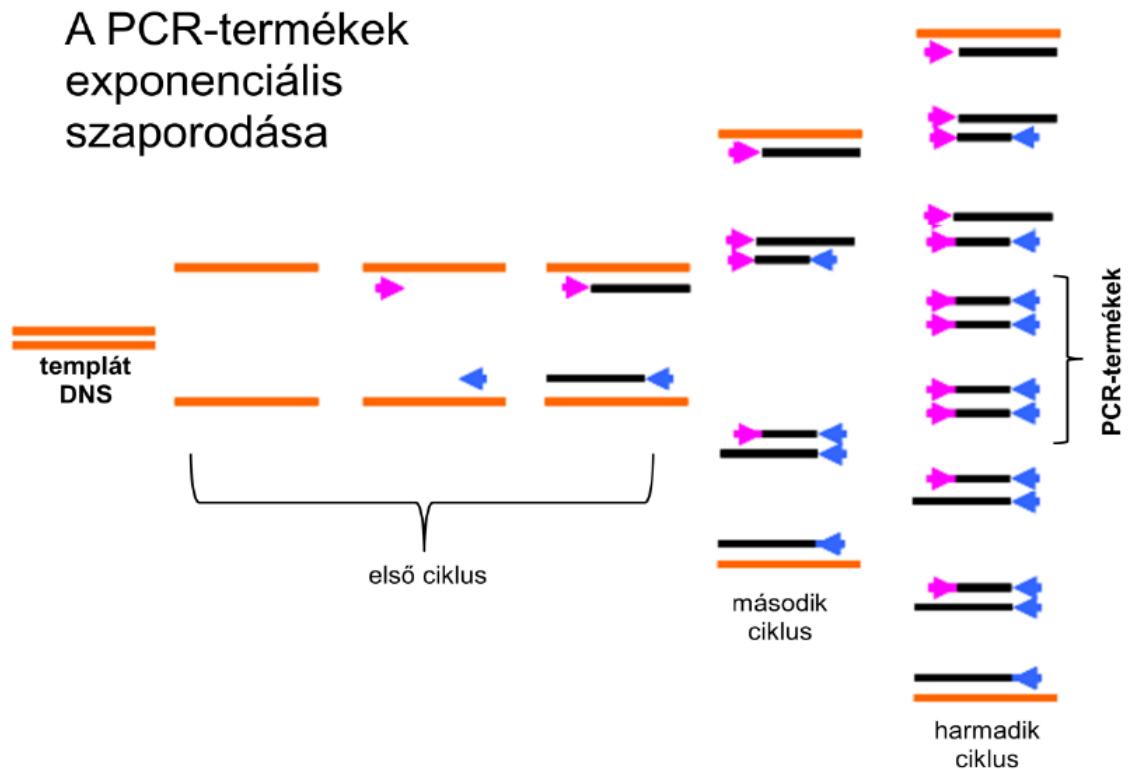 A PCR-termékek
exponenciális
szaporodása
templát
DNS
első ciklus
második
ciklus
harmadik
ciklus
PCR-termékek